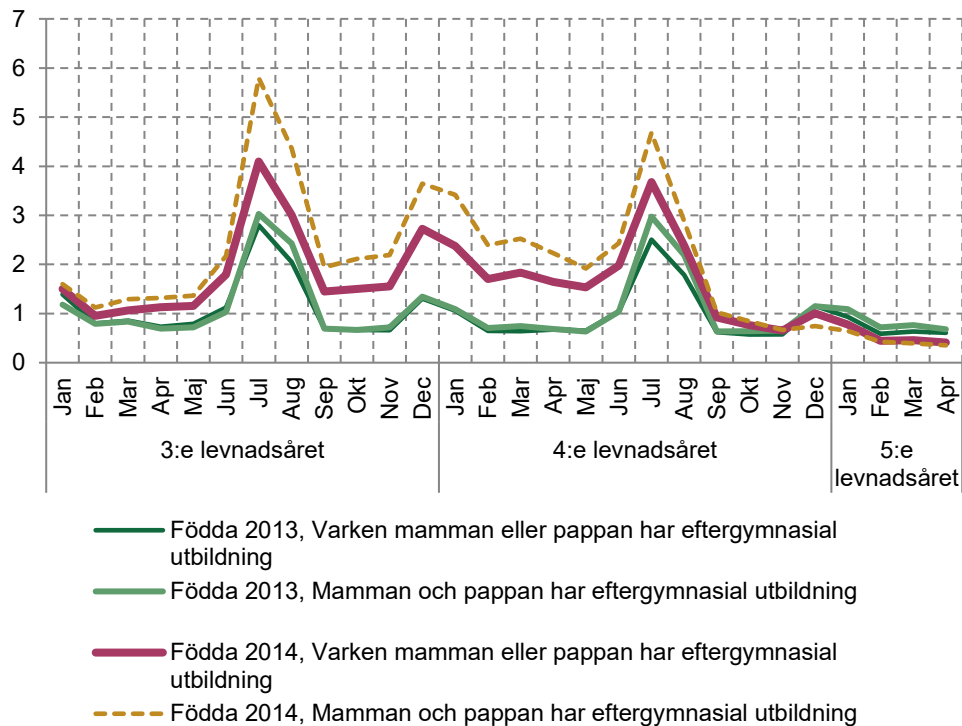 7
6
5
4
3
2
1
0
Jan Feb Mar Apr Maj Jun Jul Aug Sep Okt Nov Dec Jan Feb Mar Apr Maj Jun Jul Aug Sep Okt Nov Dec Jan Feb Mar Apr
3:e levnadsåret 4:e levnadsåret 5:e
levnadsåret
Födda 2013, Varken mamman eller pappan har eftergymnasial
utbildning
Födda 2013, Mamman och pappan har eftergymnasial utbildning
Födda 2014, Varken mamman eller pappan har eftergymnasial
utbildning
Födda 2014, Mamman och pappan har eftergymnasial utbildning